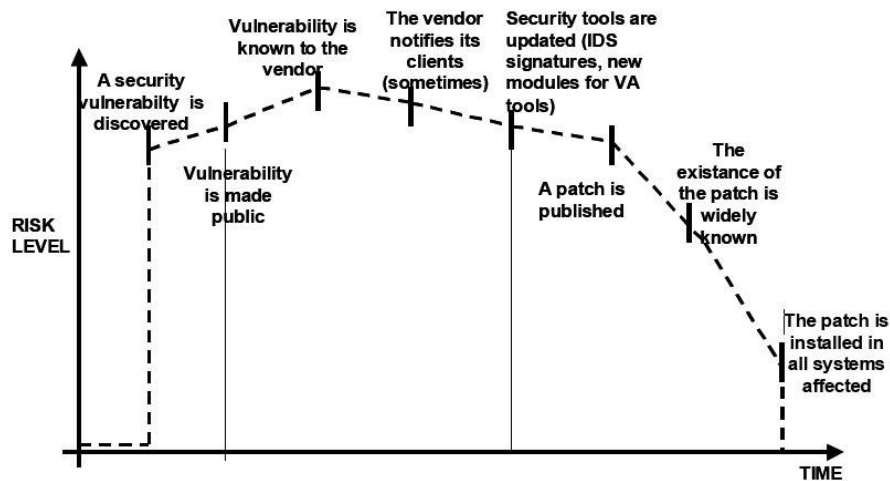 A security
vulnerabilty is
discovered
Vulnerability
is made
public
Vulnerability is
known to the
vendor
The vendor
notifies its
clients
(sometimes)
Security tools are
updated (IDS
signatures, new
modules for VA
tools)
A patch is
published
The
existance of
the patch is
widely
known
The patch is
installed in
all systems
affected
RISK
LEVEL
TIME